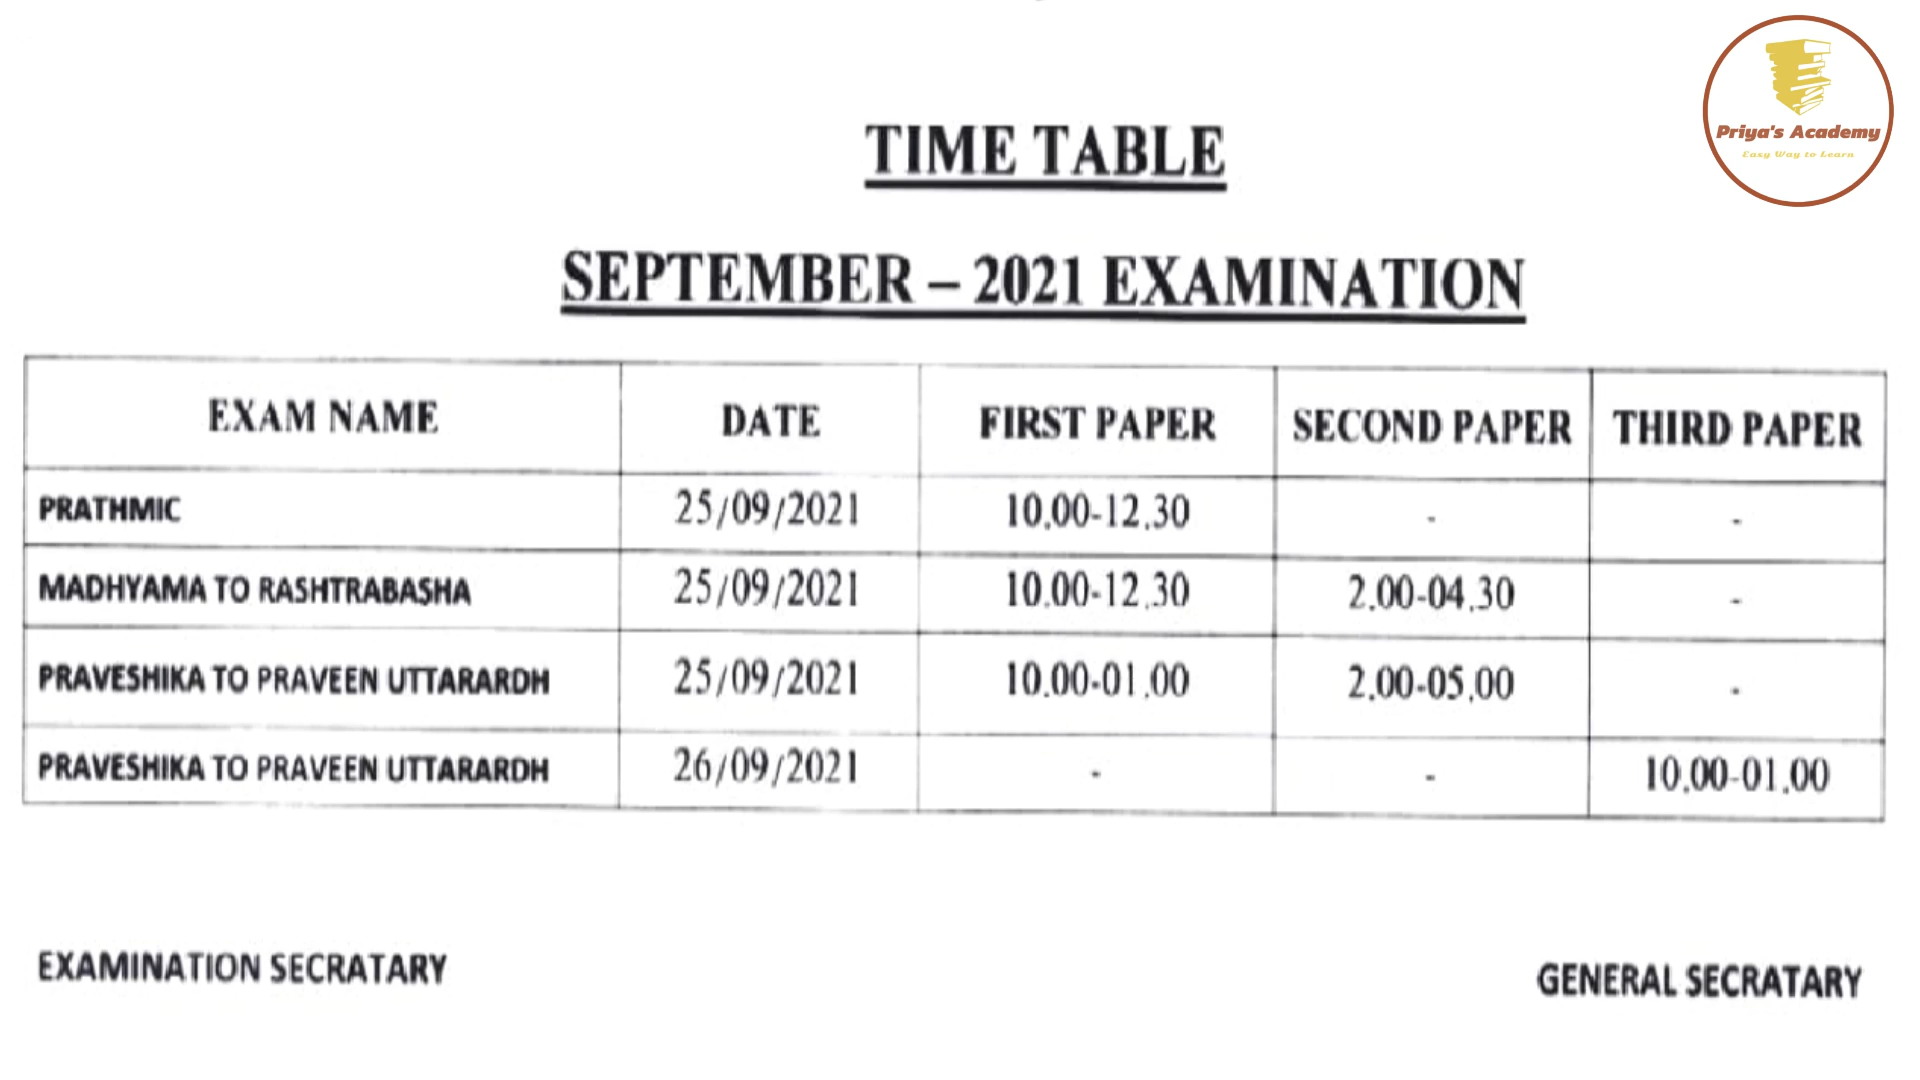 Priya's Academy
Easy Way to Learn
TIME TABLE
SEPTEMBER – 2021 EXAMINATION
EXAM NAME DATE FIRST PAPER SECOND PAPER THIRD PAPER
PRATHMIC 25/09/2021 10.00-12.30 - -
MADHYAMA TO RASHTRABASHA 25/09/2021 10.00-12.30 2.00-04.30 -
PRAVESHIKA TO PRAVEEN UTTARARDH 25/09/2021 10.00-01.00 2.00-05.00 -
PRAVESHIKA TO PRAVEEN UTTARARDH 26/09/2021 - - 10.00-01.00
EXAMINATION SECRATARY GENERAL SECRATARY